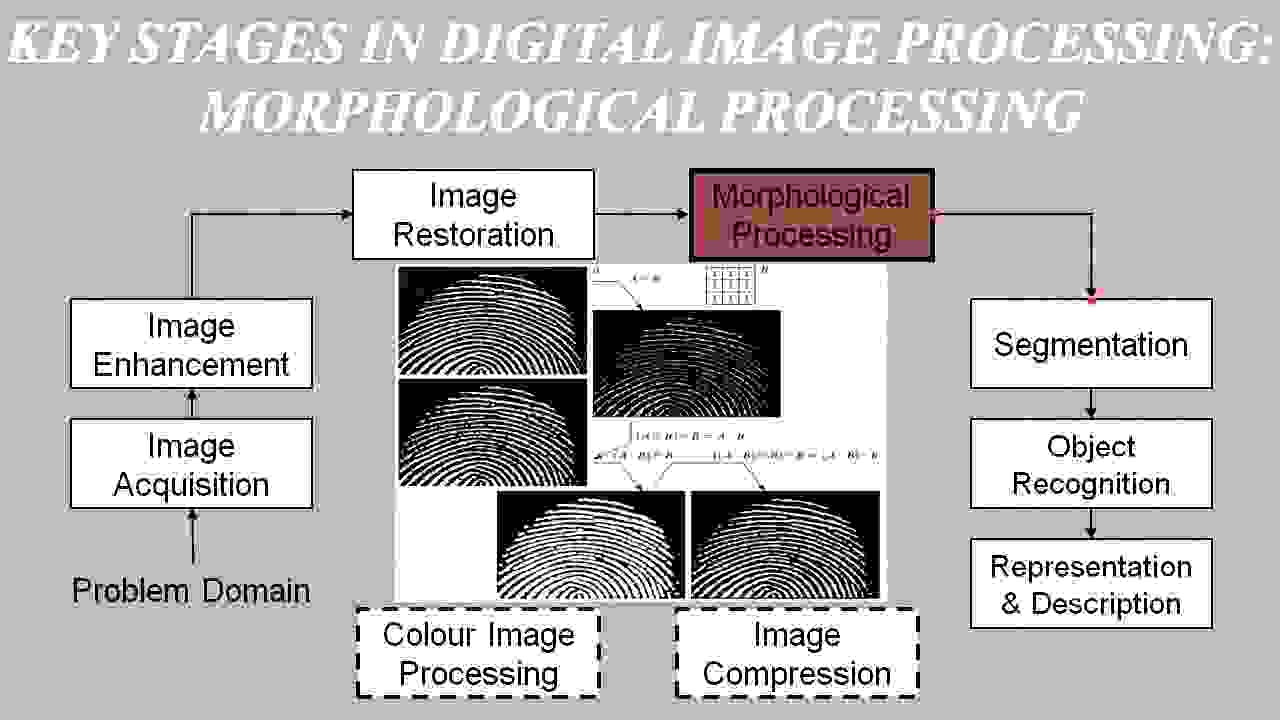 KEY STAGES IN DIGITAL IMAGE PROCESSING:
MORPHOLOGICAL PROCESSING
Image
Restoration
Morphological
Processing
Image
Enhancement
Segmentation
Image
Acquisition
Object
Recognition
Problem Domain
Representation
& Description
Colour Image
Processing
Image
Compression